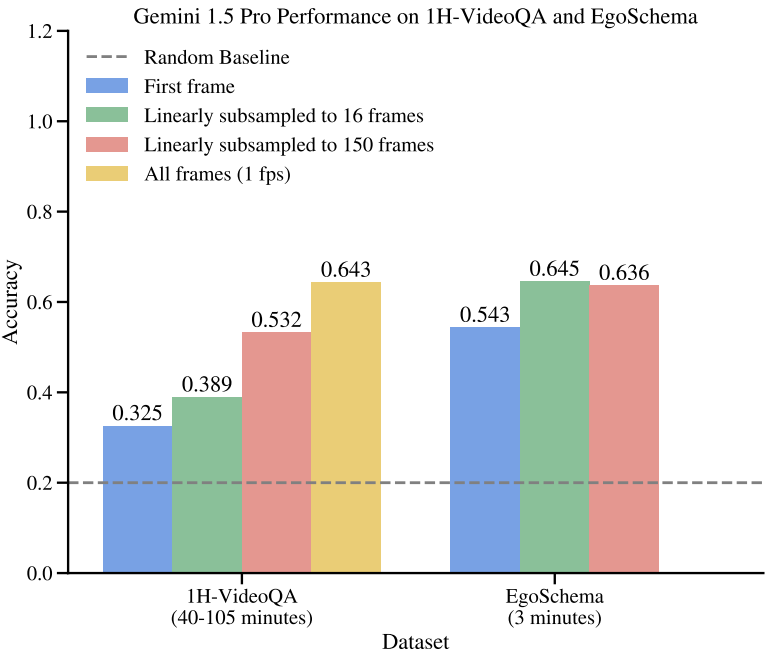 Gemini 1.5 Pro Performance on 1H-VideoQA and EgoSchema
1.2
1.0
0.8
0.6
0.4
0.2
0.0
Accuracy
Random Baseline
First frame
Linearly subsampled to 16 frames
Linearly subsampled to 150 frames
All frames (1 fps)
0.325
0.389
0.532
0.643
0.543
0.645
0.636
1H-VideoQA
(40-105 minutes)
EgoSchema
(3 minutes)
Dataset